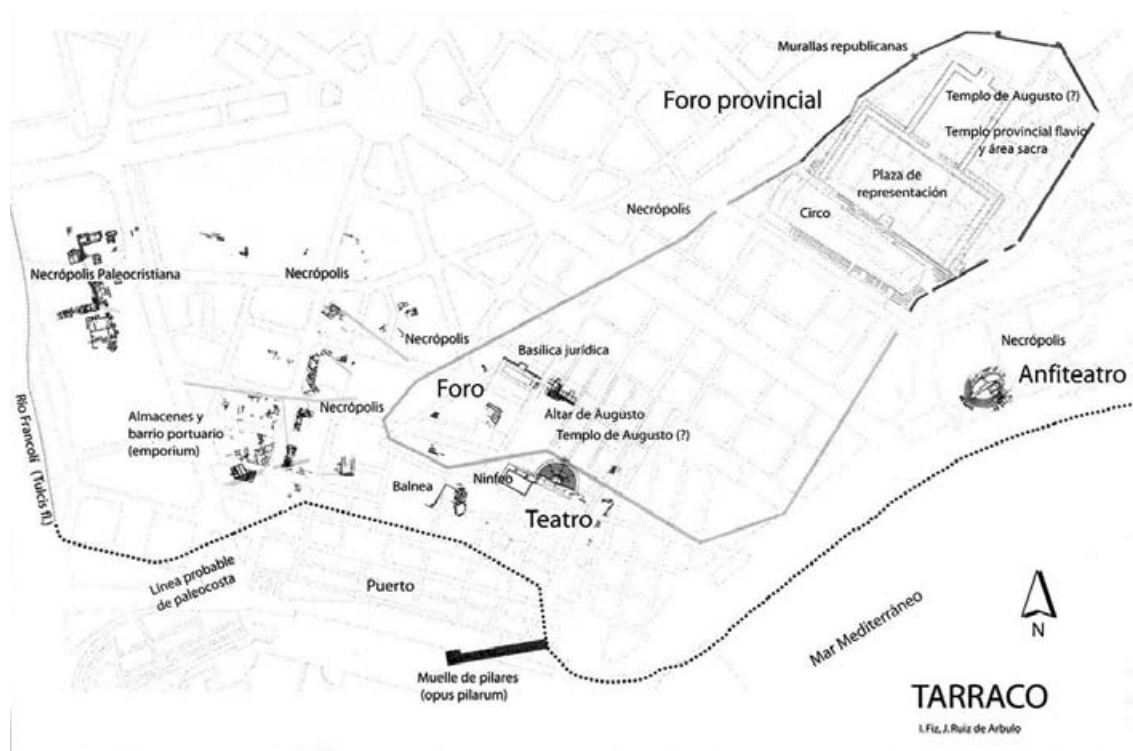 Murallas republicanas
Foro provincial
Templo de Augusto (?)
Templo provincial flavio
y área sacra
Plaza de
representación
Necrópolis
Circo
Necrópolis Paleocristiana
Necrópolis
Necrópolis
Necrópolis
Anfiteatro
Basílica jurídica
Foro
Necrópolis
Altar de Augusto
Templo de Augusto (?)
Río Francolí (Tulcis fl.)
Almacenes y
barrio portuario
(emporium)
Balnea
Ninfeo
Teatro
Línea probable
de paleocosta
Puerto
Mar Mediterráneo
N
Muelle de pilares
(opus pilarum)
TARRACO
I. Fiz, J. Ruiz de Arbulo